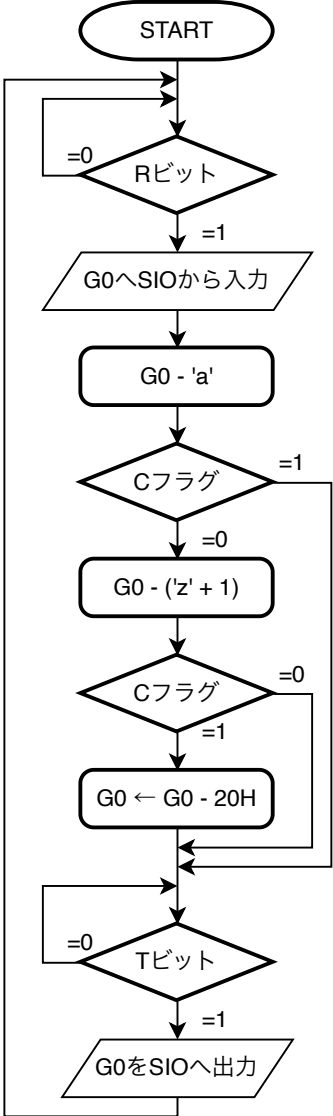 START
=0
Rビット
=1
G0へSIOから入力
G0 - 'a'
Cフラグ
=1
=0
G0 - ('z' + 1)
Cフラグ
=0
=1
G0 ← G0 - 20H
=0
Tビット
=1
G0をSIOへ出力